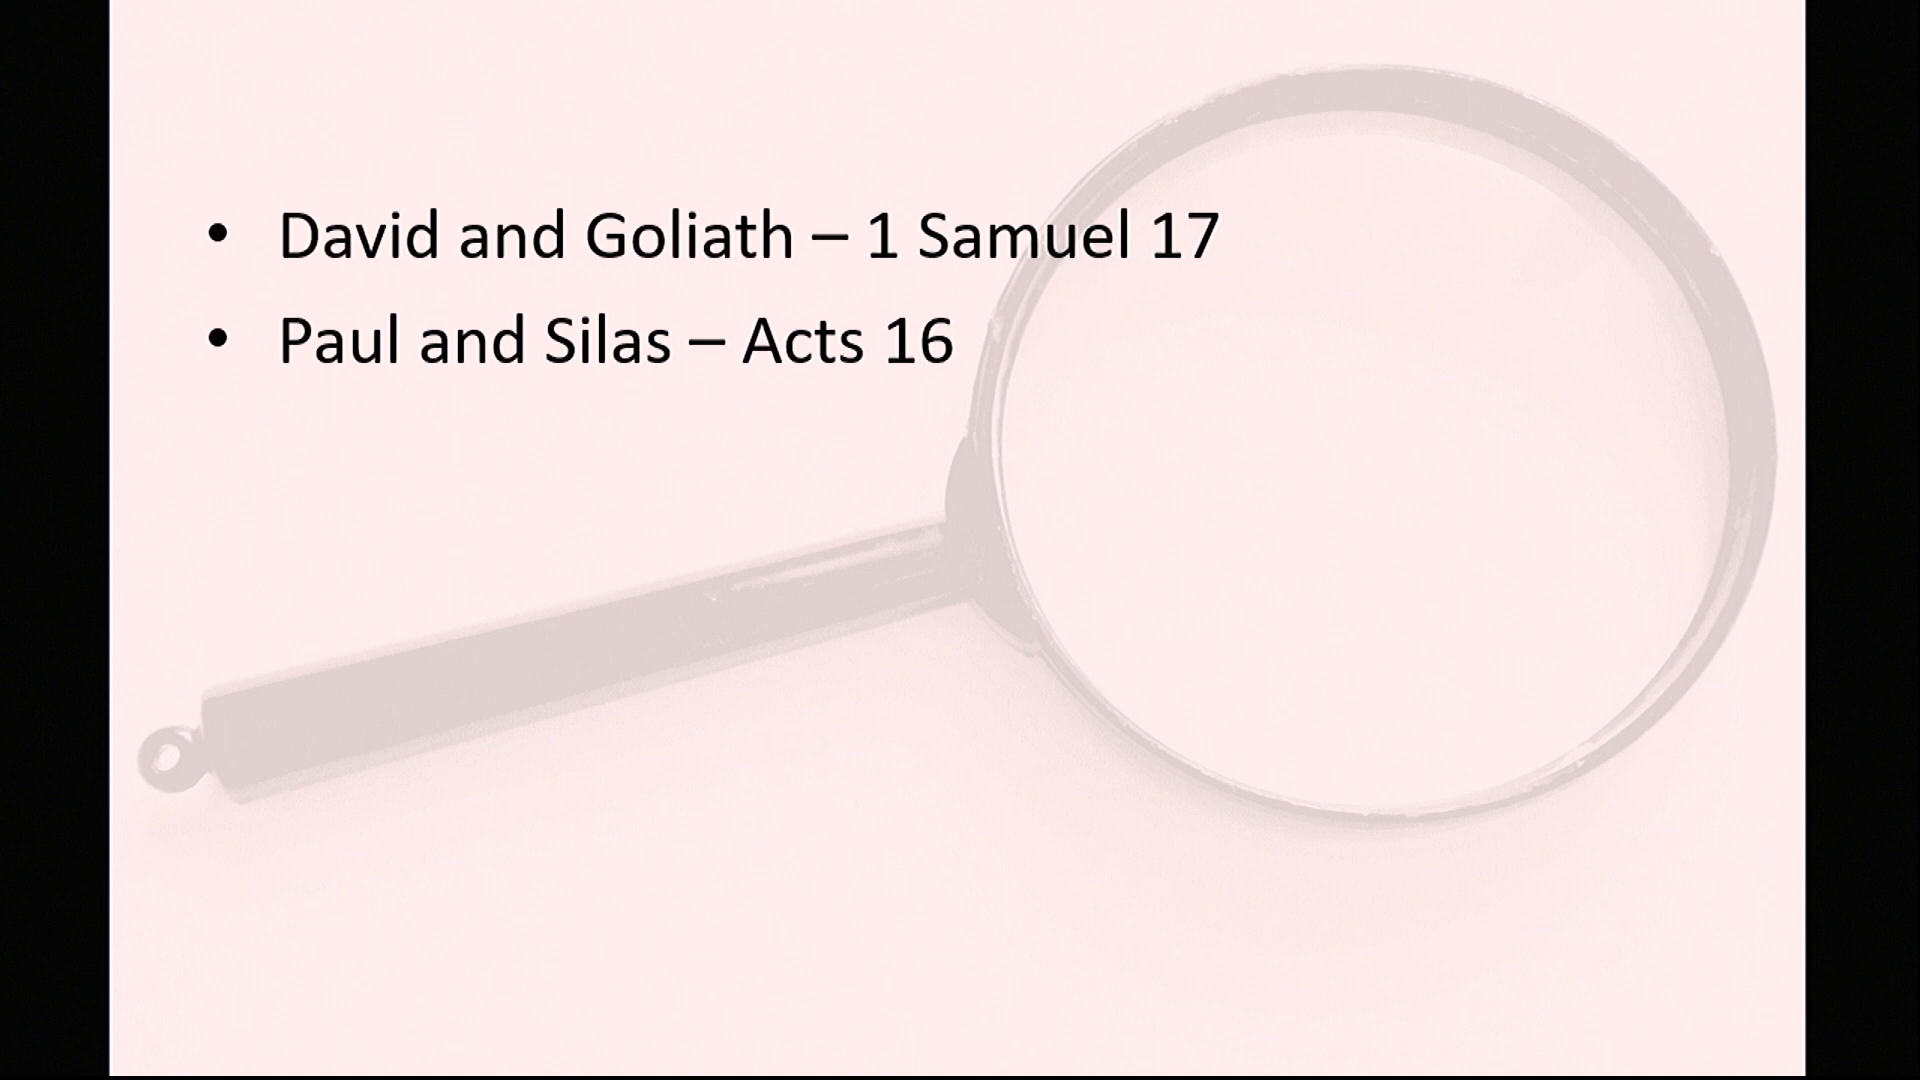 • David and Goliath – 1 Samuel 17
• Paul and Silas – Acts 16